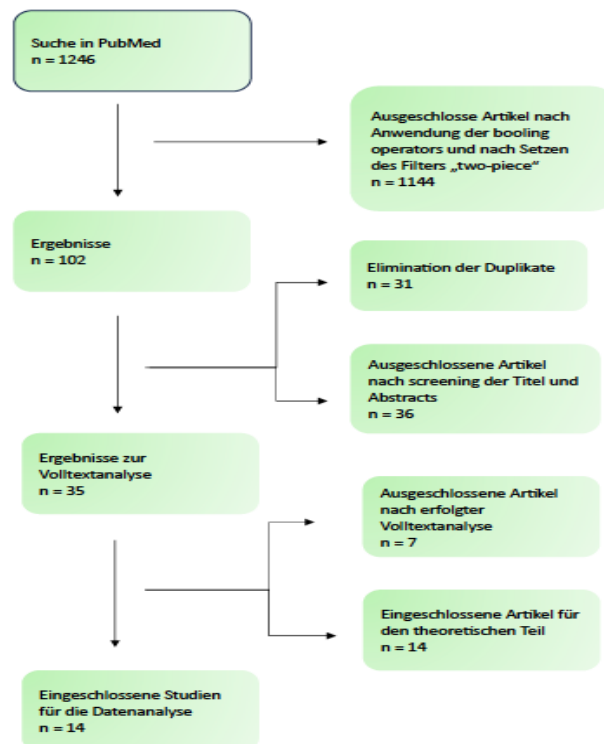 Suche in PubMed
n = 1246
Ausgeschlosse Artikel nach
Anwendung der booling
operators und nach Setzen
des Filters „two-piece“
n = 1144
Ergebnisse
n = 102
Elimination der Duplikate
n = 31
Ausgeschlossene Artikel
nach screening der Titel und
Abstracts
n = 36
Ergebnisse zur
Volltextanalyse
n = 35
Ausgeschlossene Artikel
nach erfolgter
Volltextanalyse
n = 7
Eingeschlossene Artikel für
den theoretischen Teil
n = 14
Eingeschlossene Studien
für die Datenanalyse
n = 14